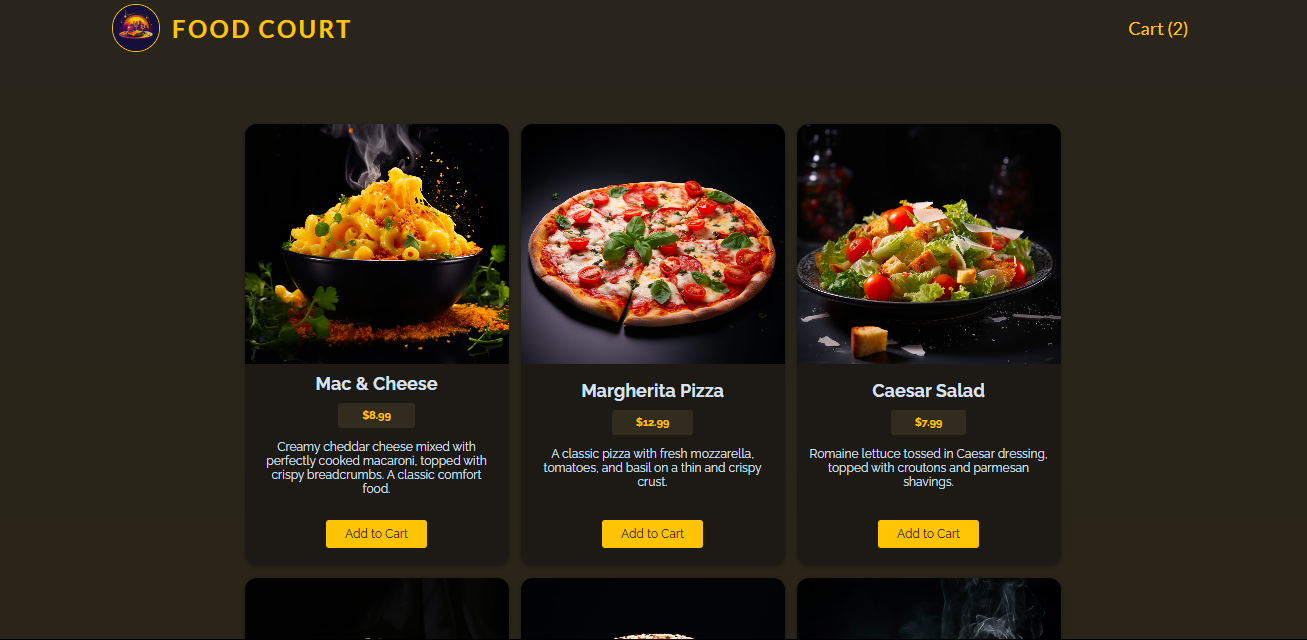 FOOD COURT
Cart (2)
Mac & Cheese
$8.99
Creamy cheddar cheese mixed with
perfectly cooked macaroni, topped with
crispy breadcrumbs. A classic comfort
food.
Add to Cart
Margherita Pizza
$12.99
A classic pizza with fresh mozzarella,
tomatoes, and basil on a thin and crispy
crust.
Add to Cart
Caesar Salad
$7.99
Romaine lettuce tossed in Caesar dressing,
topped with croutons and parmesan
shavings.
Add to Cart